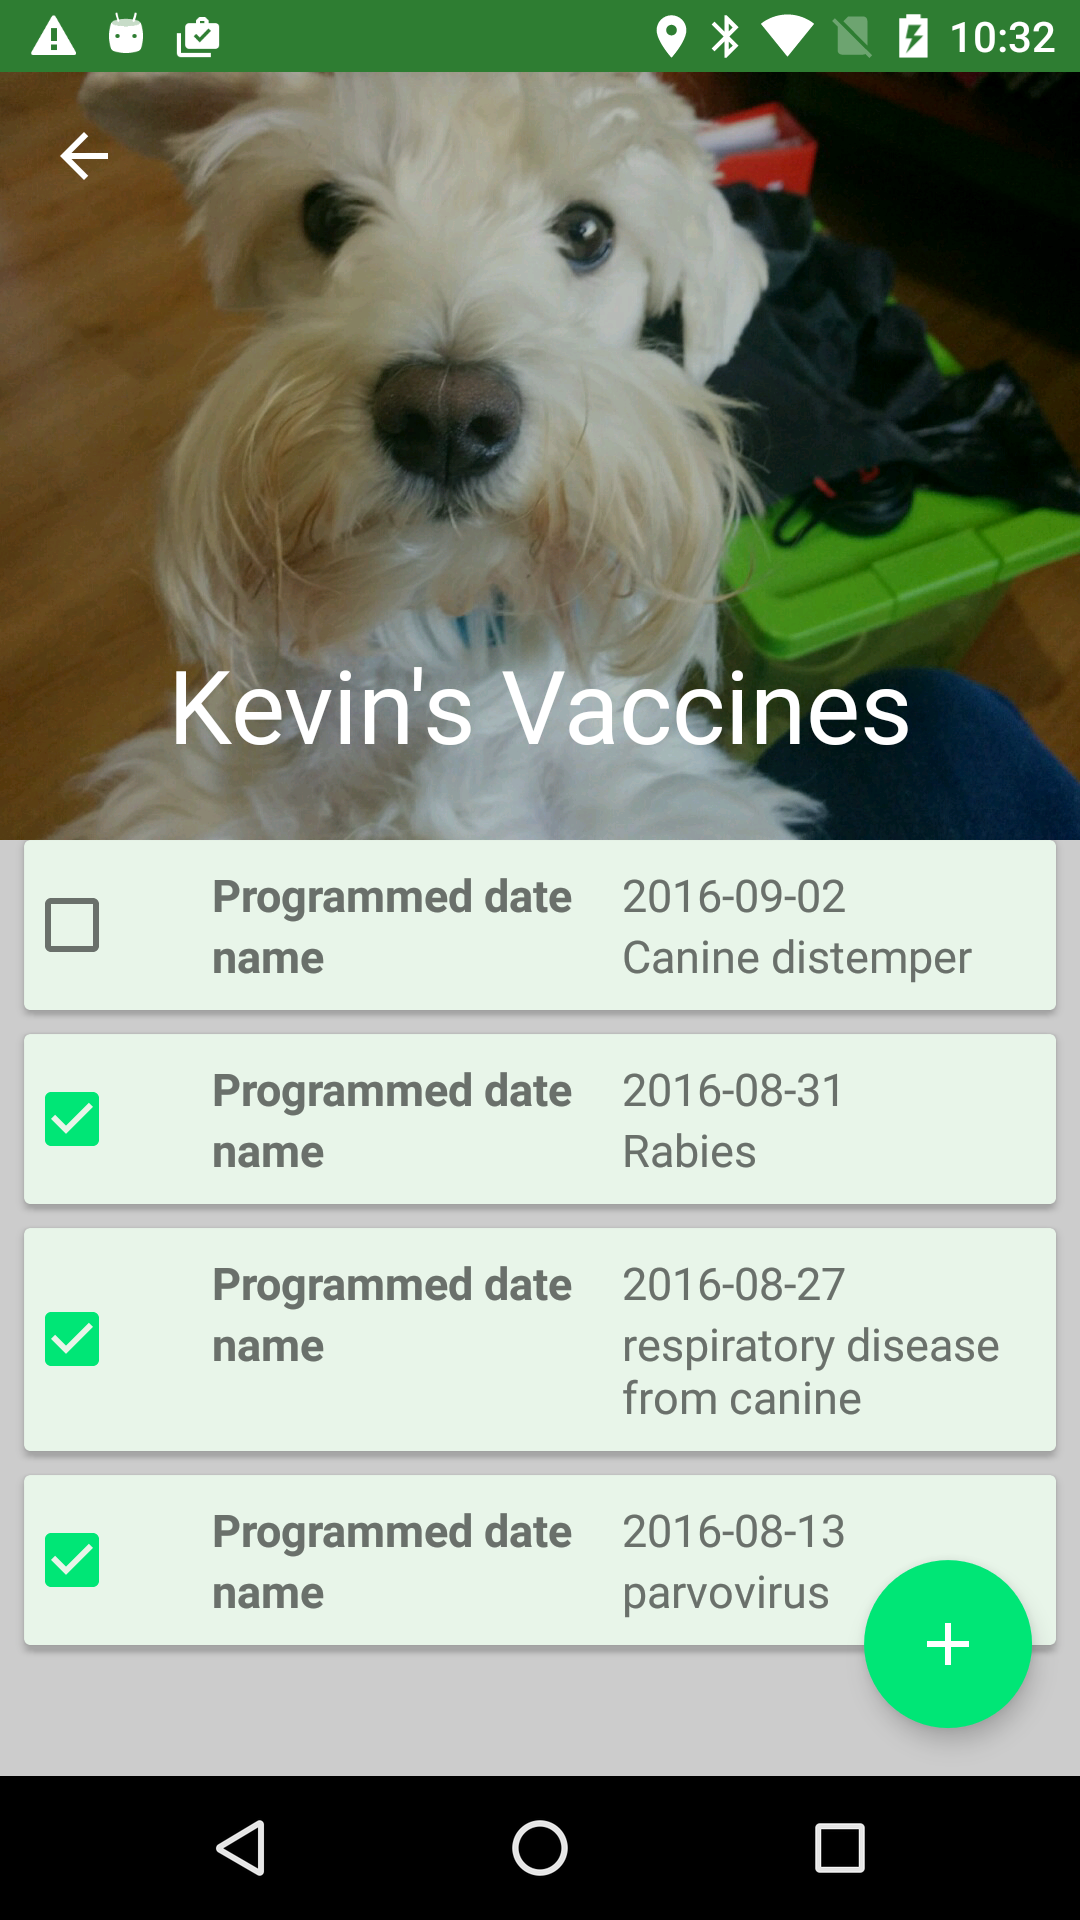 10:32
Kevin's Vaccines
Programmed date 2016-09-02
name Canine distemper
Programmed date 2016-08-31
name Rabies
Programmed date 2016-08-27
name respiratory disease
from canine
Programmed date 2016-08-13
name parvovirus